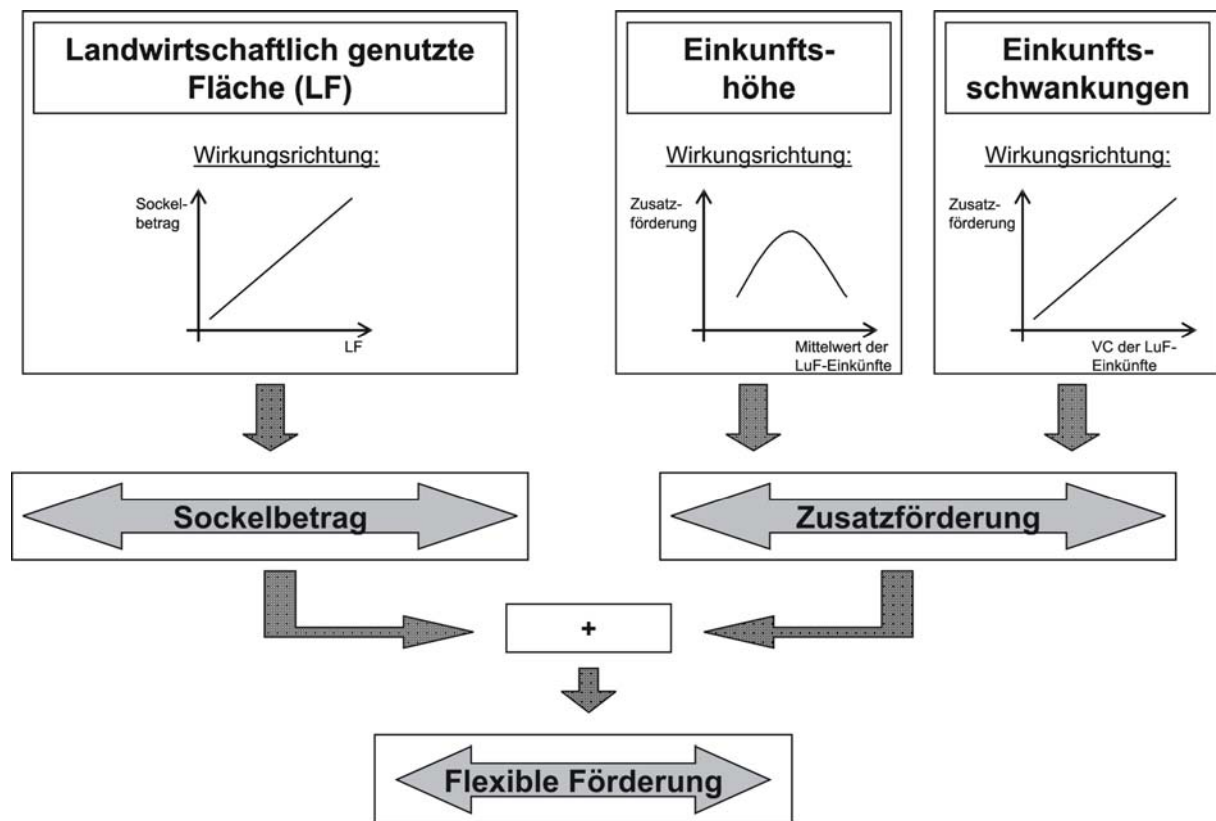 Landwirtschaftlich genutzte
Fläche (LF)
Wirkungsrichtung:
Sockel-
betrag
LF
Einkunfts-
höhe
Wirkungsrichtung:
Zusatz-
förderung
Mittelwert der
LuF-Einkünfte
Einkunfts-
schwankungen
Wirkungsrichtung:
Zusatz-
förderung
VC der LuF-
Einkünfte
Sockelbetrag
Zusatzförderung
+
Flexible Förderung